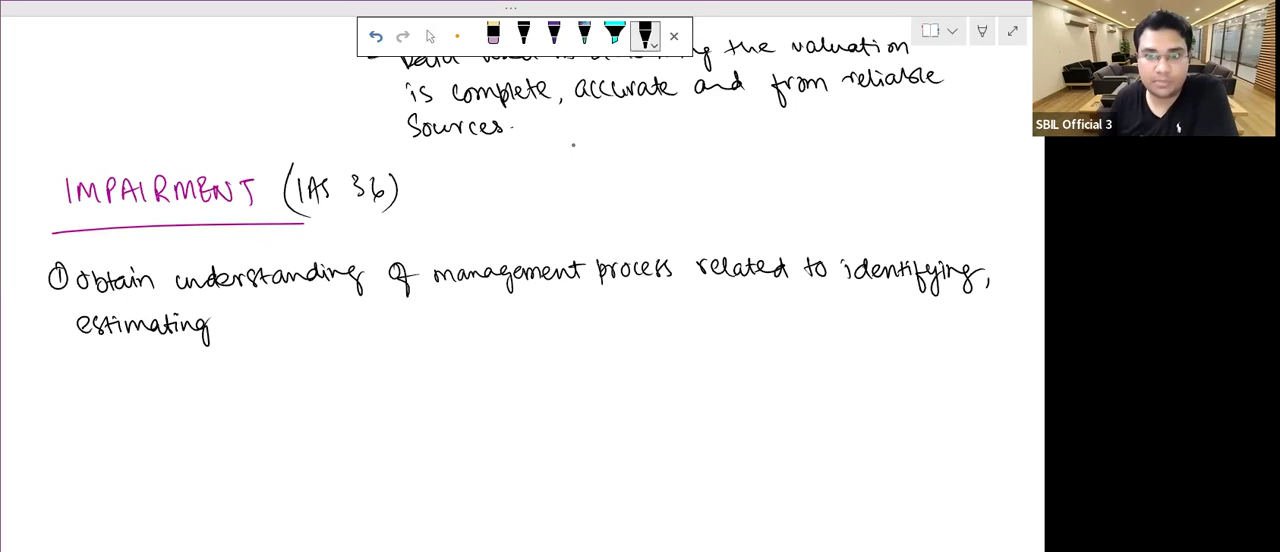 the valuation
is complete, accurate and from reliable
Sources.
IMPAIRMENT (IAS 36)
① Obtain understanding of management process related to identifying,
estimating
SBIL Official 3